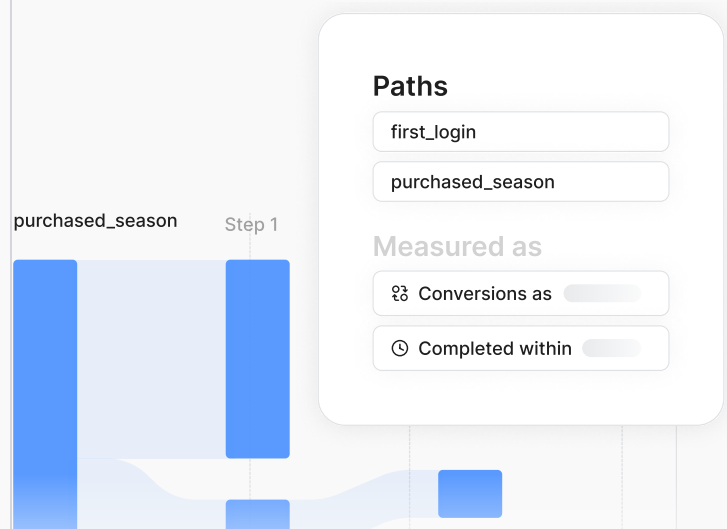 Paths
first_login
purchased_season
purchased_season
Step 1
Measured as
Conversions as
Completed within